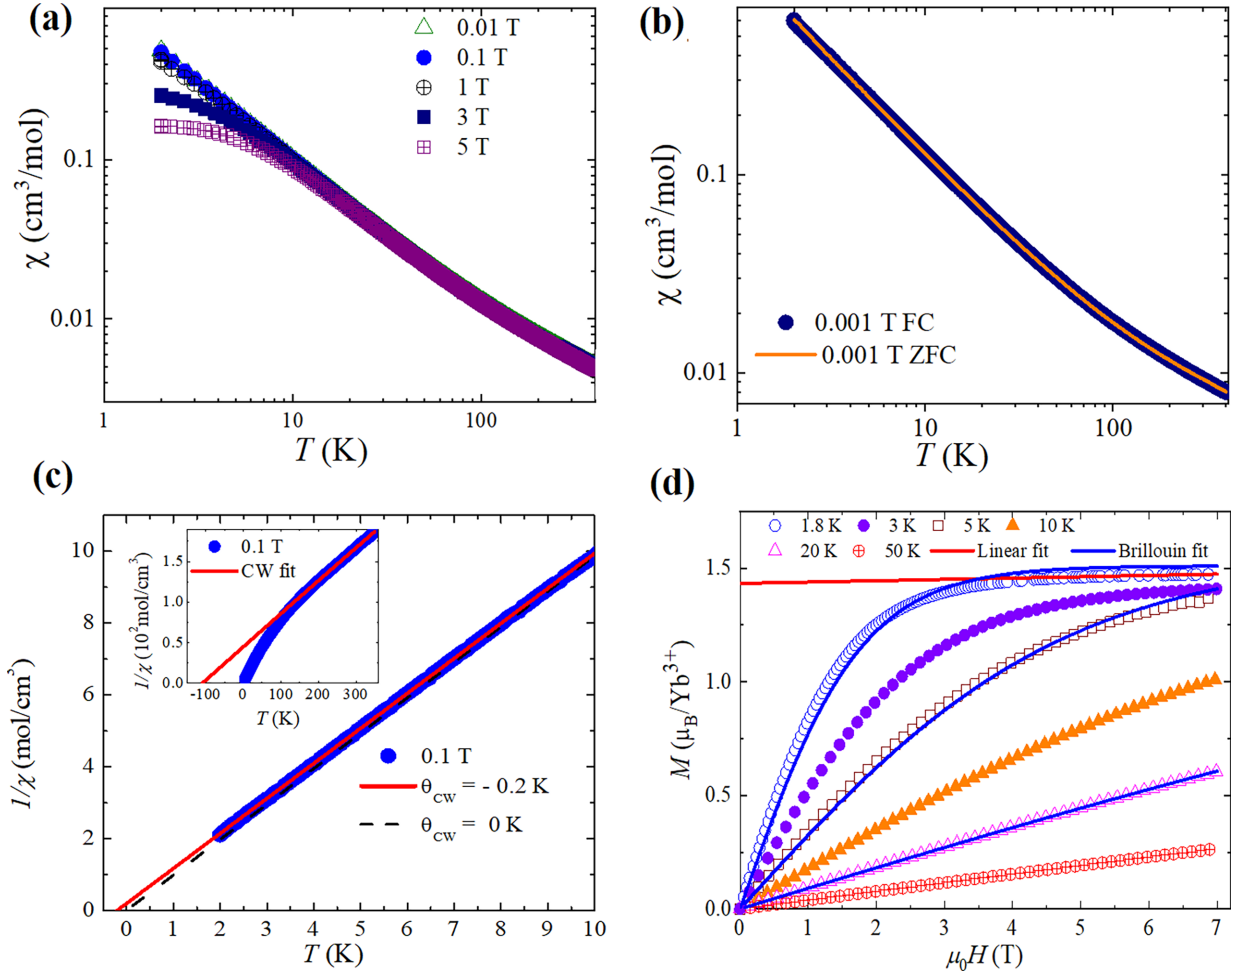 (a)
0.01 T
0.1 T
1 T
3 T
5 T
0.1
0.01
χ (cm³/mol)
1 10 100
T (K)
(b)
0.1
0.01
χ (cm³/mol)
0.001 T FC
0.001 T ZFC
1 10 100
T (K)
(c)
10
8
6
4
2
0
1/χ (mol/cm³)
0.1 T
CW fit
1.5
1.0
0.5
0.0
1/χ (10² mol/cm³)
-100 0 100 200 300
T (K)
0.1 T
θCW = - 0.2 K
θCW = 0 K
0 1 2 3 4 5 6 7 8 9 10
T (K)
(d)
1.8 K 3 K 5 K 10 K
20 K 50 K Linear fit Brillouin fit
1.5
1.0
0.5
0.0
M (μB/Yb³⁺)
0 1 2 3 4 5 6 7
μ₀H (T)